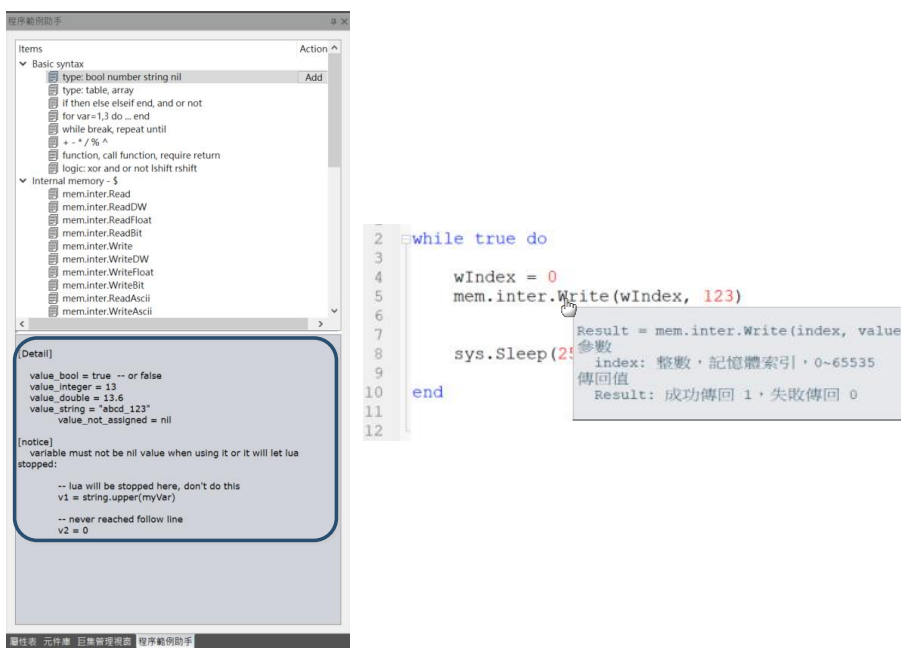 程序範例助手
Items Action
Basic syntax
type: bool number string nil Add
type: table, array
if then else elseif end, and or not
for var=1,3 do ... end
while break, repeat until
+ - * / % ^
function, call function, require return
logic: xor and or not lshift rshift
Internal memory - $
mem.inter.Read
mem.inter.ReadDW
mem.inter.ReadFloat
mem.inter.ReadBit
mem.inter.Write
mem.inter.WriteDW
mem.inter.WriteFloat
mem.inter.WriteBit
mem.inter.ReadAscii
mem.inter.WriteAscii
[Detail]
value_bool = true -- or false
value_integer = 13
value_double = 13.6
value_string = "abcd_123"
value_not_assigned = nil
[notice]
variable must not be nil value when using it or it will let lua
stopped:
-- lua will be stopped here, don't do this
v1 = string.upper(myVar)
-- never reached follow line
v2 = 0
屬性表 元件庫 巨集管理視窗 程序範例助手
2 while true do
3
4 wIndex = 0
5 mem.inter.Write(wIndex, 123)
6
7
8 sys.Sleep(25
9
10 end
11
12
Result = mem.inter.Write(index, value
參數
index: 整數，記憶體索引，0~65535
傳回值
Result: 成功傳回 1，失敗傳回 0